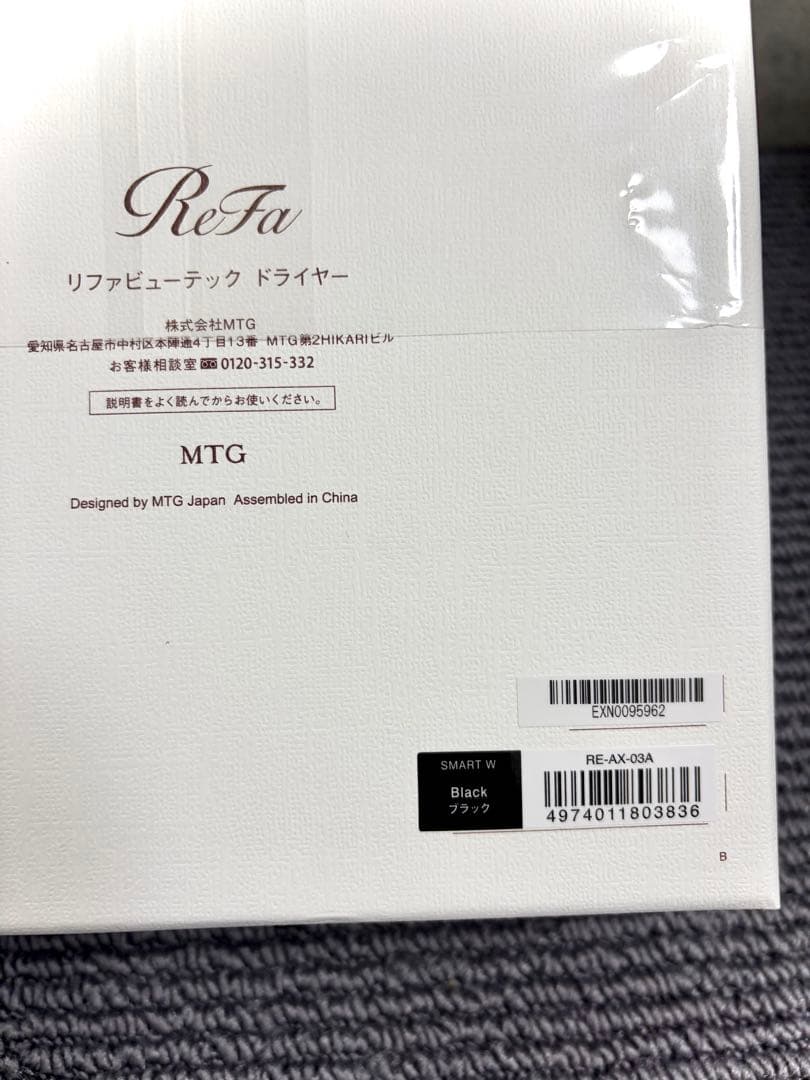 ReFa
リファビューテック ドライヤー
株式会社MTG
愛知県名古屋市中村区本陣通4丁目13番 MTG第2HIKARIビル
お客様相談室 0120-315-332
説明書をよく読んでからお使いください。
MTG
Designed by MTG Japan Assembled in China
EXN0095962
SMART W
Black
ブラック
RE-AX-03A
4974011803836
B